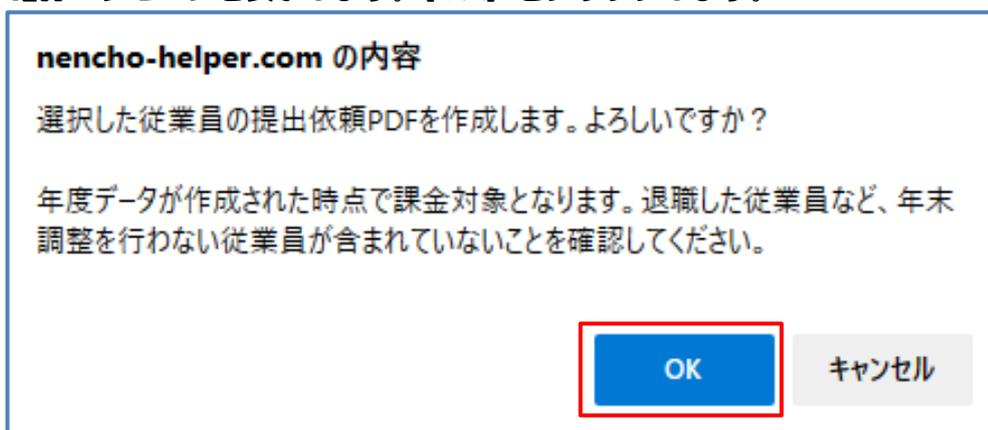 nencho-helper.com の内容
選択した従業員の提出依頼PDFを作成します。よろしいですか？
年度データが作成された時点で課金対象となります。退職した従業員など、年末
調整を行わない従業員が含まれていないことを確認してください。
OK キャンセル